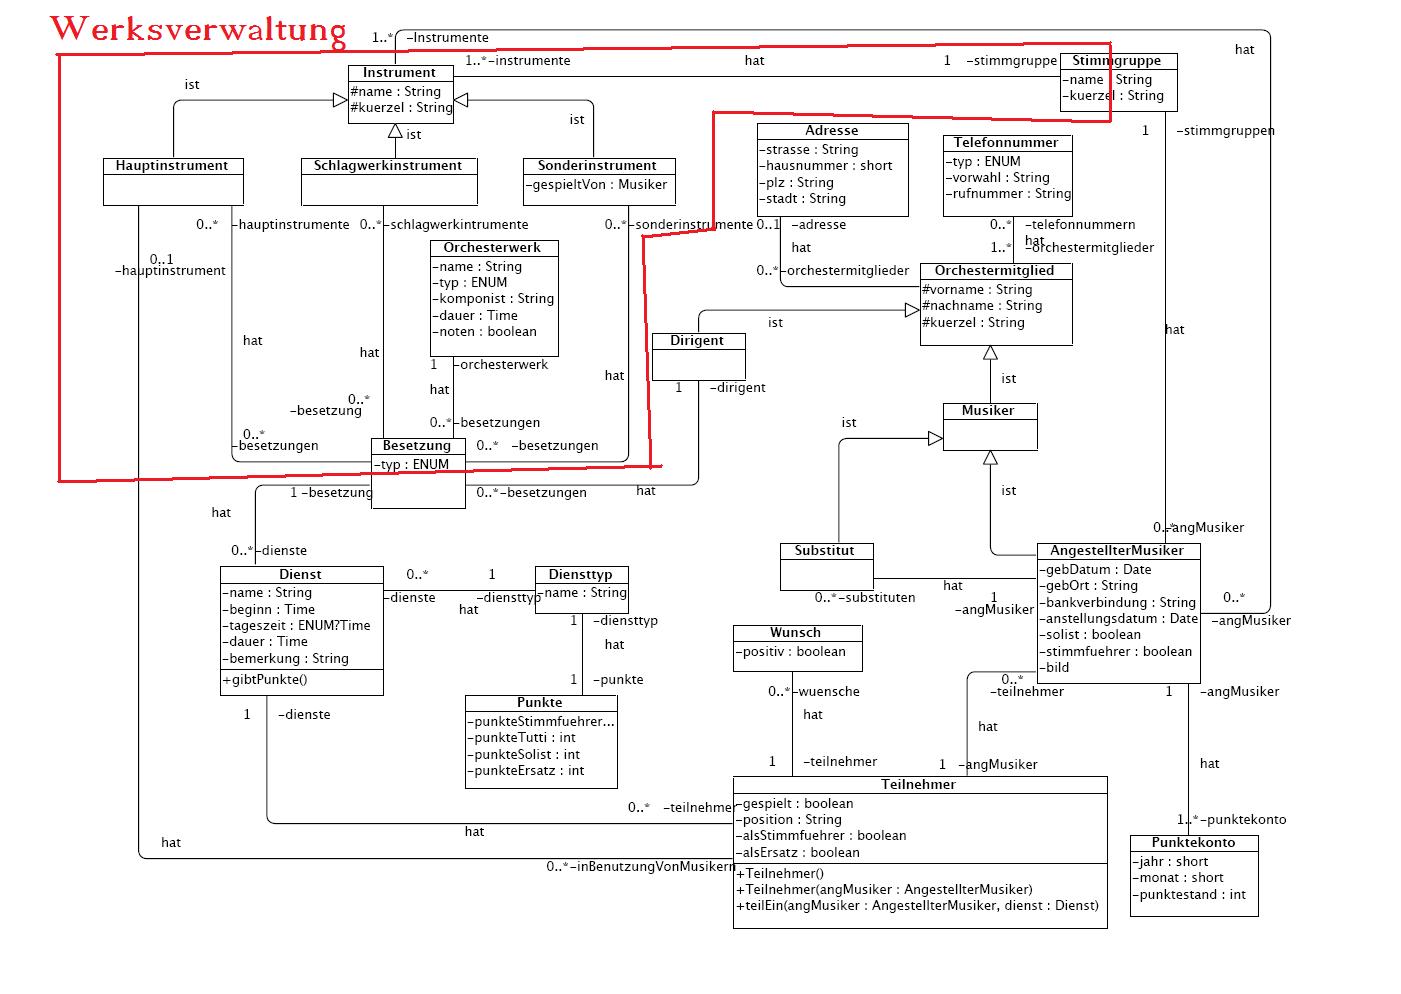 Werksverwaltung
1..* -Instrumente
hat
1..* -instrumente
hat
1 -stimmgruppe
Instrument
#name : String
#kuerzel : String
Stimmgruppe
-name : String
-kuerzel : String
ist
ist
ist
1 -stimmgruppen
Hauptinstrument
Schlagwerkinstrument
Sonderinstrument
-gespieltVon : Musiker
Adresse
-strasse : String
-hausnummer : short
-plz : String
-stadt : String
Telefonnummer
-typ : ENUM
-vorwahl : String
-rufnummer : String
0..* -hauptinstrumente
0..* -schlagwerkinstrumente
0..* -sonderinstrumente
0..1 -adresse
hat
0..* -orchestermitglieder
0..* -telefonnummern
hat
1..* -orchestermitglieder
0..1
-hauptinstrument
Orchesterwerk
-name : String
-typ : ENUM
-komponist : String
-dauer : Time
-noten : boolean
Orchestermitglied
#vorname : String
#nachname : String
#kuerzel : String
ist
Dirigent
hat
hat
hat
hat
1 -orchesterwerk
hat
1 -dirigent
ist
0..*
-besetzung
0..* -besetzungen
Musiker
ist
0..*
-besetzungen
Besetzung
-typ : ENUM
0..* -besetzungen
1 -besetzung
0..* -besetzungen
hat
ist
hat
0..* -angMusiker
0..* -dienste
Substitut
AngestellterMusiker
-gebDatum : Date
-gebOrt : String
-bankverbindung : String
-anstellungsdatum : Date
-solist : boolean
-stimmfuehrer : boolean
-bild
hat
0..* -substituten
1
-angMusiker
0..*
-angMusiker
Dienst
-name : String
-beginn : Time
-tageszeit : ENUM?Time
-dauer : Time
-bemerkung : String
+gibtPunkte()
0..*
-dienste
hat
1
-diensttyp
Diensttyp
-name : String
1 -diensttyp
hat
1 -punkte
Wunsch
-positiv : boolean
0..* -wuensche
hat
1 -teilnehmer
0..*
-teilnehmer
hat
1 -angMusiker
1 -angMusiker
hat
1..* -punktekonto
1 -dienste
Punkte
-punkteStimmfuehrer...
-punkteTutti : int
-punkteSolist : int
-punkteErsatz : int
0..* -teilnehmer
hat
hat
0..* -inBenutzungVonMusikern
Teilnehmer
-gespielt : boolean
-position : String
-alsStimmfuehrer : boolean
-alsErsatz : boolean
+Teilnehmer()
+Teilnehmer(angMusiker : AngestellterMusiker)
+teilEin(angMusiker : AngestellterMusiker, dienst : Dienst)
Punktekonto
-jahr : short
-monat : short
-punktestand : int